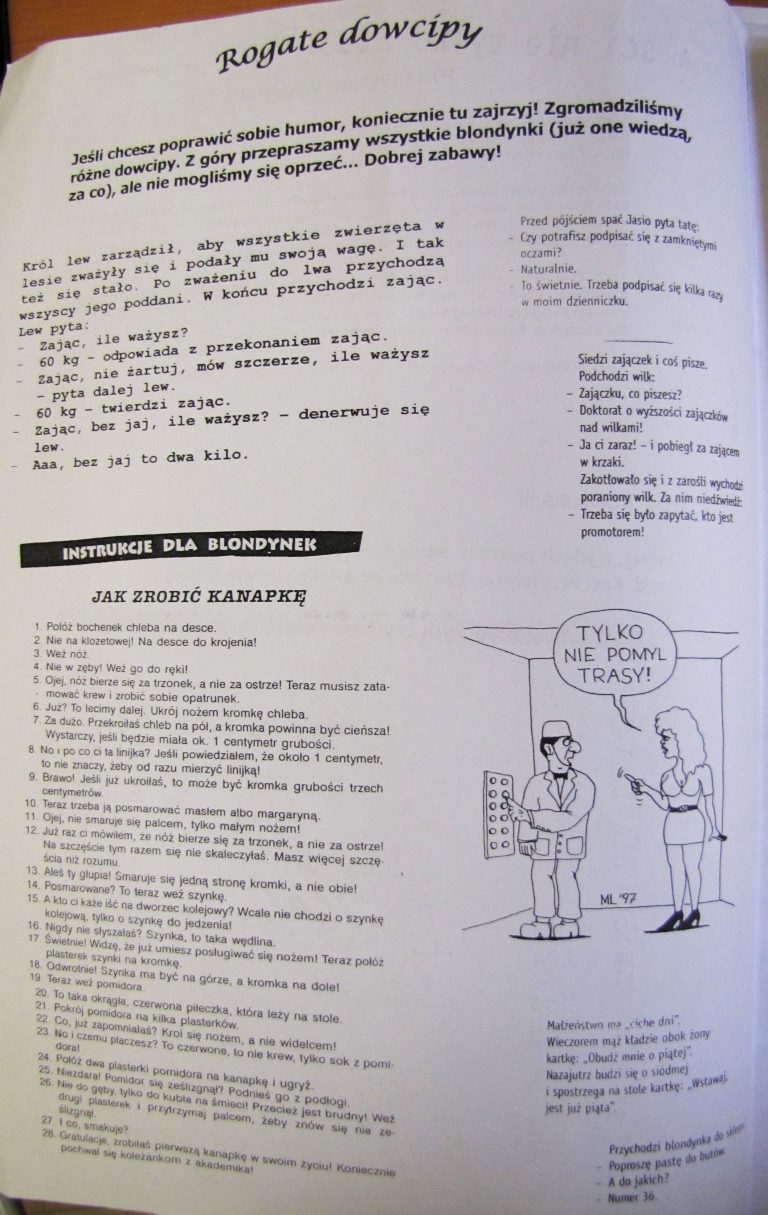 Rogate dowcipy
Jeśli chcesz poprawić sobie humor, koniecznie tu zajrzyj! Zgromadziliśmy
różne dowcipy. Z góry przepraszamy wszystkie blondynki (już one wiedzą,
za co), ale nie mogliśmy się oprzeć... Dobrej zabawy!
Król lew zarządził, aby wszystkie zwierzęta w
lesie zważyły się i podały mu swoją wagę. I tak
też się stało. Po zważeniu do lwa przychodzą
wszyscy jego poddani. W końcu przychodzi zając.
Lew pyta:
- Zając, ile ważysz?
- 60 kg – odpowiada z przekonaniem zając.
- Zając, nie żartuj, mów szczerze, ile ważysz
– pyta dalej lew.
- 60 kg – twierdzi zając.
- Zając, bez jaj, ile ważysz? – denerwuje się
lew.
- Aaa, bez jaj to dwa kilo.
Przed pójściem spać Jasio pyta tatę:
- Czy potrafisz podpisać się z zamkniętymi
oczami?
- Naturalnie.
- To świetnie. Trzeba podpisać się kilka razy
w moim dzienniczku.
Siedzi zajączek i coś pisze.
Podchodzi wilk:
– Zajączku, co piszesz?
– Doktorat o wyższości zajączków
nad wilkami!
– Ja ci zaraz! – i pobiegł za zającem
w krzaki.
Zakotłowało się i z zarośli wychodzi
poraniony wilk. Za nim niedźwiedź:
– Trzeba się było zapytać, kto jest
promotorem!
INSTRUKCJE DLA BLONDYNEK
JAK ZROBIĆ KANAPKĘ
1. Połóż bochenek chleba na desce.
2. Nie na klozetowej! Na desce do krojenia!
3. Weź nóż.
4. Nie w zęby! Weź go do ręki!
5. Ojej, nóż bierze się za trzonek, a nie za ostrze! Teraz musisz zata-
mować krew i zrobić sobie opatrunek.
6. Już? To lecimy dalej. Ukrój nożem kromkę chleba.
7. Za dużo. Przekroiłaś chleb na pół, a kromka powinna być cieńsza!
Wystarczy, jeśli będzie miała ok. 1 centymetr grubości.
8. No i po co ci ta linijka? Jeśli powiedziałem, że około 1 centymetr,
to nie znaczy, żeby od razu mierzyć linijką!
9. Brawo! Jeśli już ukroiłaś, to może być kromka grubości trzech
centymetrów.
10. Teraz trzeba ją posmarować masłem albo margaryną.
11. Ojej, nie smaruje się palcem, tylko małym nożem!
12. Już raz ci mówiłem, że nóż bierze się za trzonek, a nie za ostrze!
Na szczęście tym razem się nie skaleczyłaś. Masz więcej szczę-
ścia niż rozumu.
13. Aleś ty głupia! Smaruje się jedną stronę kromki, a nie obie!
14. Posmarowane? To teraz weź szynkę.
15. A kto ci każe iść na dworzec kolejowy? Wcale nie chodzi o szynkę
kolejową, tylko o szynkę do jedzenia!
16. Nigdy nie słyszałaś? Szynka, to taka wędlina.
17. Świetnie! Widzę, że już umiesz posługiwać się nożem! Teraz połóż
plasterek szynki na kromkę.
18. Odwrotnie! Szynka ma być na górze, a kromka na dole!
19. Teraz weź pomidora.
20. To taka okrągła, czerwona piłeczka, która leży na stole.
21. Pokrój pomidora na kilka plasterków.
22. Co, już zapomniałaś? Kroi się nożem, a nie widelcem!
23. No i czemu płaczesz? To czerwone, to nie krew, tylko sok z pomi-
dora!
24. Połóż dwa plasterki pomidora na kanapkę i ugryź.
25. Niezdara! Pomidor się ześlizgnął? Podnieś go z podłogi.
26. Nie do gęby, tylko do kubła na śmieci! Przecież jest brudny! Weź
drugi plasterek i przytrzymaj palcem, żeby znów się nie ze-
ślizgnął.
27. I co, smakuje?
28. Gratulacje, zrobiłaś pierwszą kanapkę w swoim życiu! Koniecznie
pochwal się koleżankom z akademika!
TYLKO
NIE POMYL
TRASY!
ML '97
Małżeństwo ma „ciche dni”.
Wieczorem mąż kładzie obok żony
kartkę: „Obudź mnie o piątej”.
Nazajutrz budzi się o siódmej
i spostrzega na stole kartkę: „Wstawaj,
jest już piąta”.
Przychodzi blondynka do sklepu
– Poproszę pastę do butów.
– A do jakich?
– Numer 36.